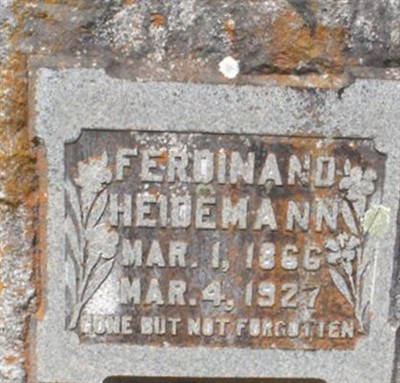 FERDINAND
HEIDEMANN
MAR. 1, 1866
MAR. 4, 1927
GONE BUT NOT FORGOTTEN